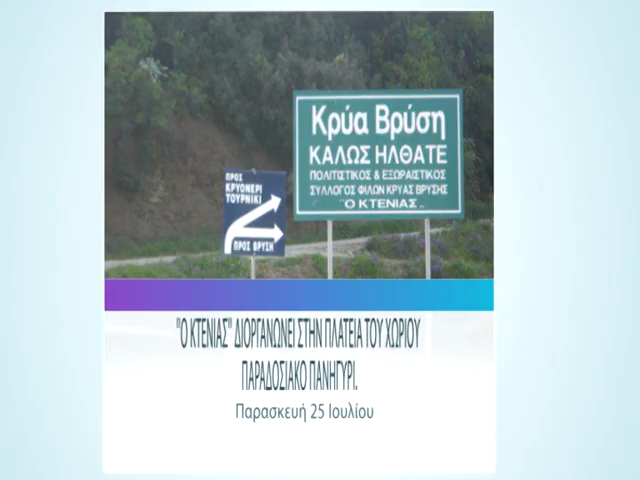 Κρύα Βρύση
ΚΑΛΩΣ ΗΛΘΑΤΕ
ΠΟΛΙΤΙΣΤΙΚΟΣ & ΕΞΩΡΑΙΣΤΙΚΟΣ
ΣΥΛΛΟΓΟΣ ΦΙΛΩΝ ΚΡΥΑΣ ΒΡΥΣΗΣ
"Ο ΚΤΕΝΙΑΣ"
ΠΡΟΣ
ΚΡΥΟΝΕΡΙ
ΤΟΥΡΝΙΚΙ
ΠΡΟΣ ΒΡΥΣΗ
"Ο ΚΤΕΝΙΑΣ" ΔΙΟΡΓΑΝΩΝΕΙ ΣΤΗΝ ΠΛΑΤΕΙΑ ΤΟΥ ΧΩΡΙΟΥ
ΠΑΡΑΔΟΣΙΑΚΟ ΠΑΝΗΓΥΡΙ.
Παρασκευή 25 Ιουλίου